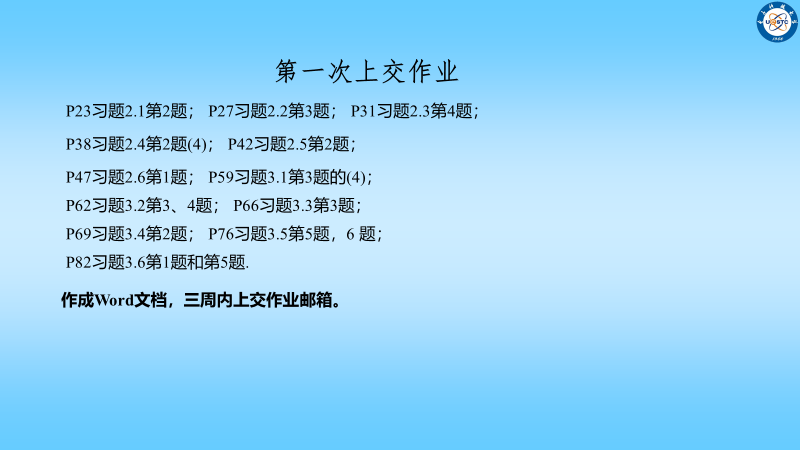 UESTC
1956
第一次上交作业
P23习题2.1第2题； P27习题2.2第3题； P31习题2.3第4题；
P38习题2.4第2题(4)； P42习题2.5第2题；
P47习题2.6第1题； P59习题3.1第3题的(4)；
P62习题3.2第3、4题； P66习题3.3第3题；
P69习题3.4第2题； P76习题3.5第5题，6 题；
P82习题3.6第1题和第5题.
作成Word文档，三周内上交作业邮箱。